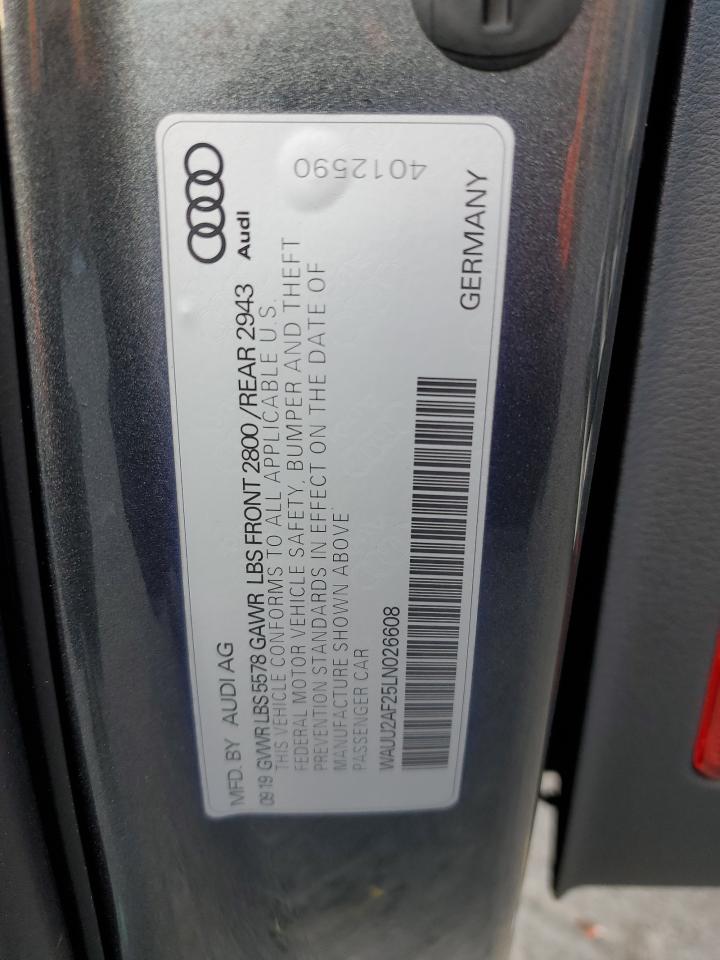 MFD. BY AUDI AG
Audi
09 19 GVWR LBS 5578 GAWR LBS FRONT 2800 / REAR 2943
THIS VEHICLE CONFORMS TO ALL APPLICABLE U.S.
FEDERAL MOTOR VEHICLE SAFETY, BUMPER AND THEFT
PREVENTION STANDARDS IN EFFECT ON THE DATE OF
MANUFACTURE SHOWN ABOVE.
PASSENGER CAR
WAUU2AF25LN026608
GERMANY
4012590